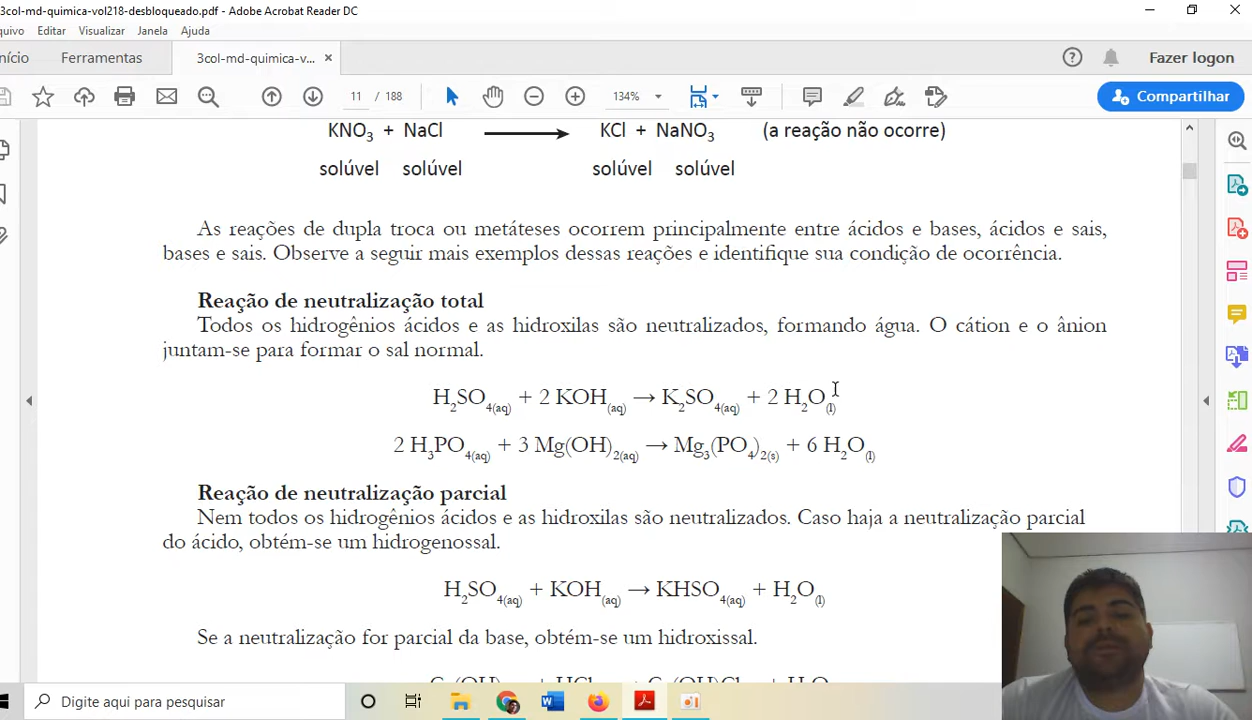 3col-md-quimica-vol218-desbloqueado.pdf - Adobe Acrobat Reader DC
rquivo Editar Visualizar Janela Ajuda
nício Ferramentas 3col-md-quimica-v... × Fazer logon
11 / 188 134% Compartilhar
KNO₃ + NaCl ⟶ KCl + NaNO₃ (a reação não ocorre)
solúvel solúvel solúvel solúvel
As reações de dupla troca ou metáteses ocorrem principalmente entre ácidos e bases, ácidos e sais,
bases e sais. Observe a seguir mais exemplos dessas reações e identifique sua condição de ocorrência.
Reação de neutralização total
Todos os hidrogênios ácidos e as hidroxilas são neutralizados, formando água. O cátion e o ânion
juntam-se para formar o sal normal.
H₂SO₄(aq) + 2 KOH(aq) → K₂SO₄(aq) + 2 H₂O(l)
2 H₃PO₄(aq) + 3 Mg(OH)₂(aq) → Mg₃(PO₄)₂(s) + 6 H₂O(l)
Reação de neutralização parcial
Nem todos os hidrogênios ácidos e as hidroxilas são neutralizados. Caso haja a neutralização parcial
do ácido, obtém-se um hidrogenossal.
H₂SO₄(aq) + KOH(aq) → KHSO₄(aq) + H₂O(l)
Se a neutralização for parcial da base, obtém-se um hidroxissal.
Digite aqui para pesquisar